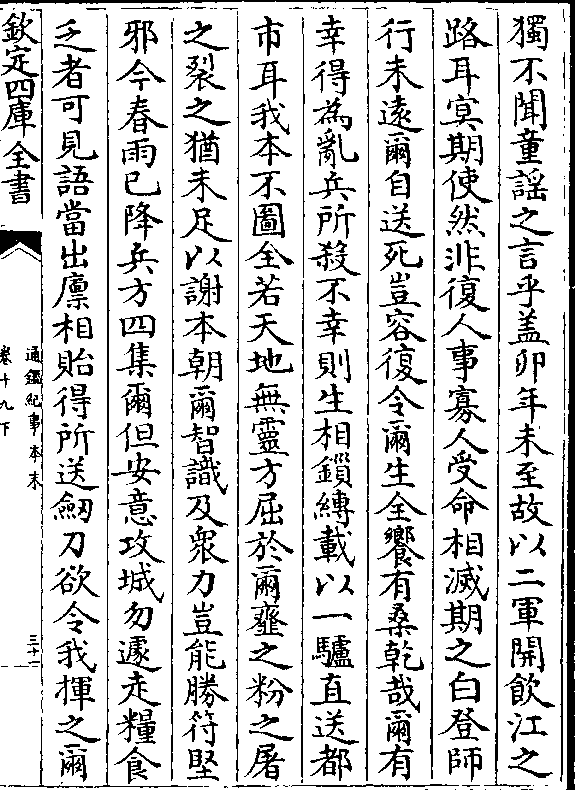 獨不聞童謡之言乎盖卯年未至故以二軍開飲江之
路耳冥期使然非復人事寡人受命相滅期之白登師
行未逺爾自送死豈容復令爾生全饗有桑乾哉爾有
幸得為亂兵所殺不幸則生相鎖縛載以一驢直送都
市耳我本不圖全若天地無靈力屈於爾虀之粉之屠
之裂之猶未足以謝本朝爾智識及衆力豈能勝符堅
邪今春雨已降兵方四集爾但安意攻城勿遽走糧食
乏者可見語當出廪相貽得所送劒刀欲令我揮之爾
欽定四庫全書
通鑑紀事本末
卷十九下
三十一